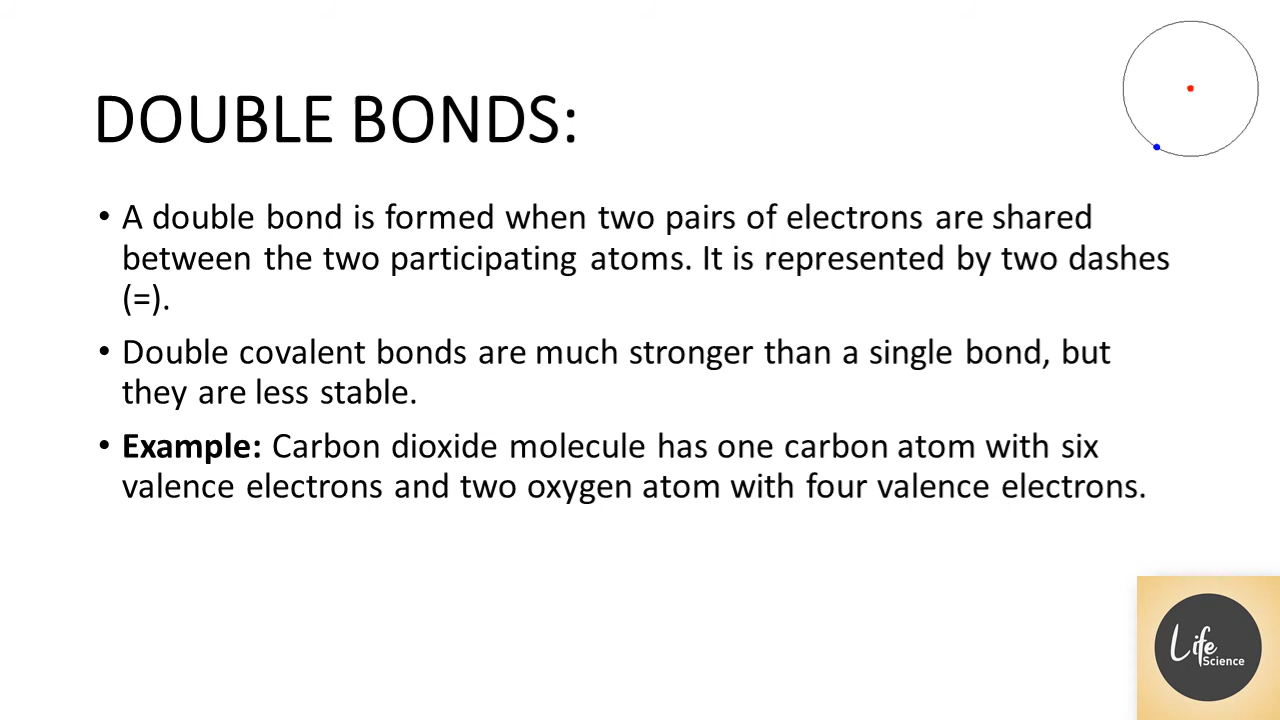 DOUBLE BONDS:
• A double bond is formed when two pairs of electrons are shared
between the two participating atoms. It is represented by two dashes
(=).
• Double covalent bonds are much stronger than a single bond, but
they are less stable.
• Example: Carbon dioxide molecule has one carbon atom with six
valence electrons and two oxygen atom with four valence electrons.
Life
Science